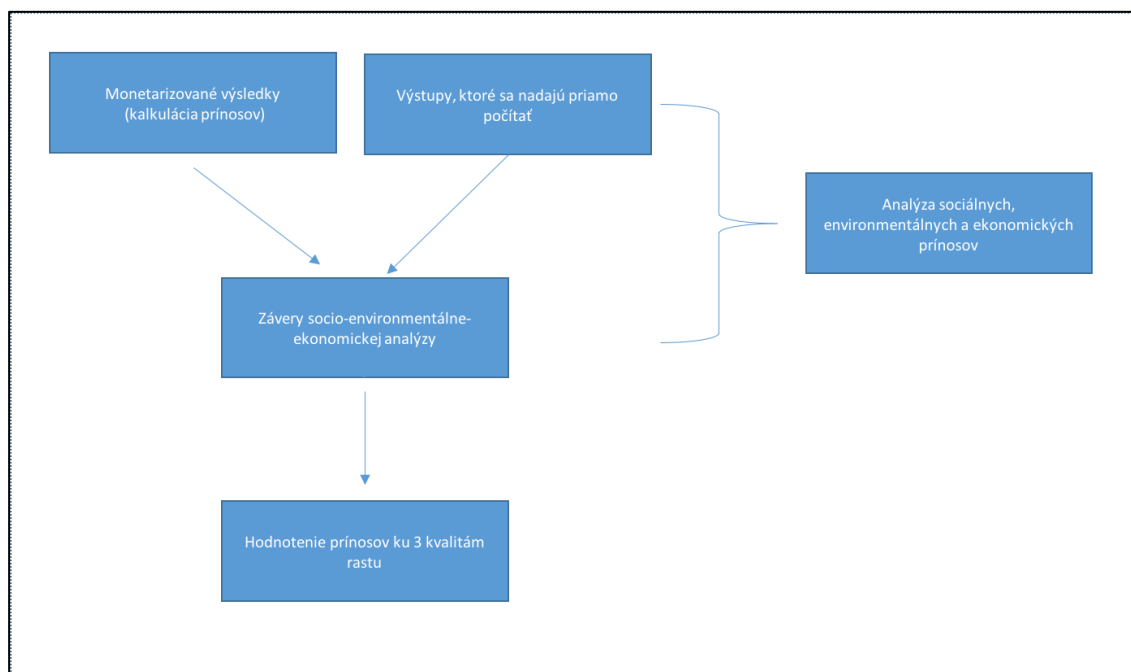 Monetarizované výsledky
(kalkulácia prínosov)
Výstupy, ktoré sa nadajú priamo
počítať
Analýza sociálnych,
environmentálnych a ekonomických
prínosov
Závery socio-environmentálne-
ekonomickej analýzy
Hodnotenie prínosov ku 3 kvalitám
rastu